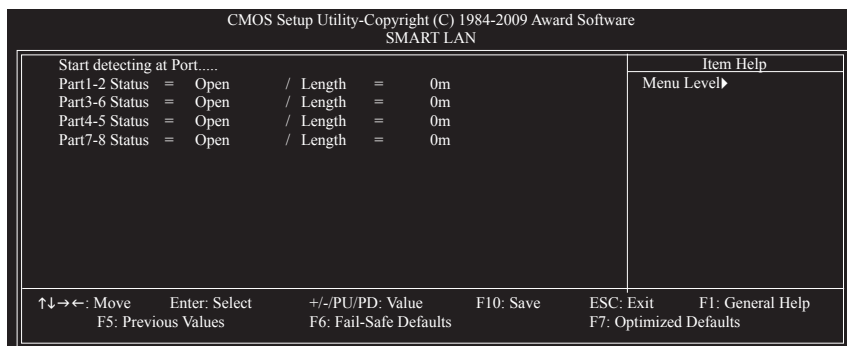 CMOS Setup Utility-Copyright (C) 1984-2009 Award Software
SMART LAN
Start detecting at Port.....
Part1-2 Status = Open / Length = 0m
Part3-6 Status = Open / Length = 0m
Part4-5 Status = Open / Length = 0m
Part7-8 Status = Open / Length = 0m
Item Help
Menu Level▶
↑↓→←: Move Enter: Select +/-/PU/PD: Value F10: Save ESC: Exit F1: General Help
F5: Previous Values F6: Fail-Safe Defaults F7: Optimized Defaults